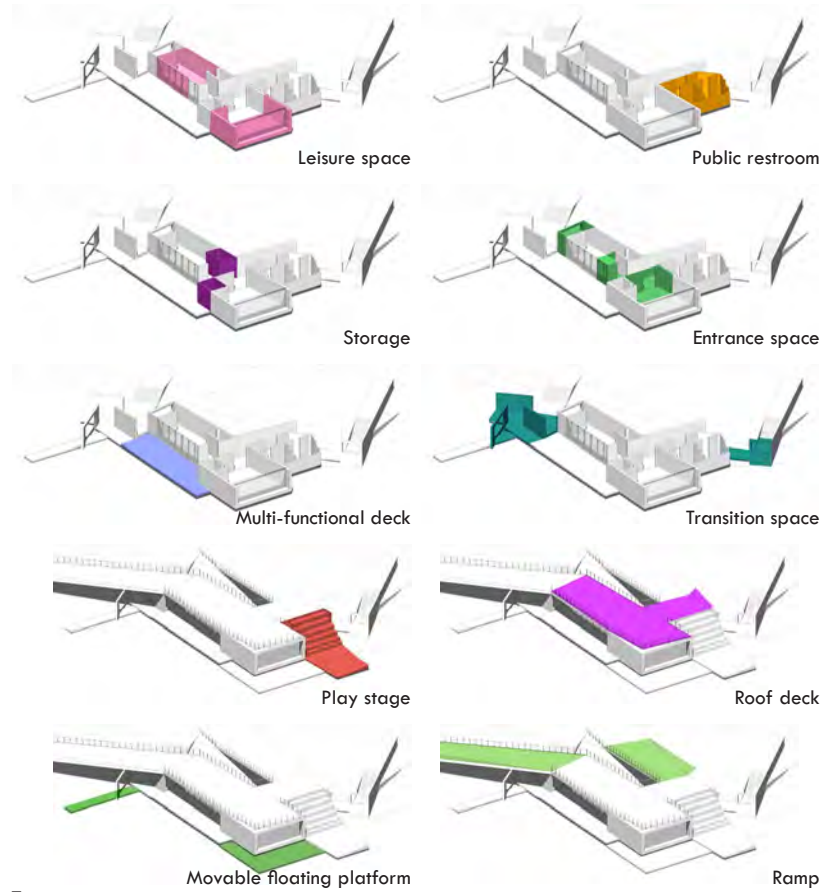 Leisure space
Public restroom
Storage
Entrance space
Multi-functional deck
Transition space
Play stage
Roof deck
Movable floating platform
Ramp